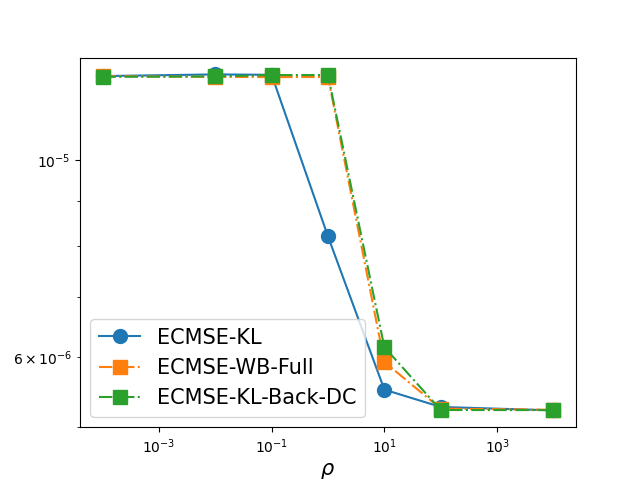 10⁻⁵
6 × 10⁻⁶
ECMSE-KL
ECMSE-WB-Full
ECMSE-KL-Back-DC
10⁻³ 10⁻¹ 10¹ 10³
ρ